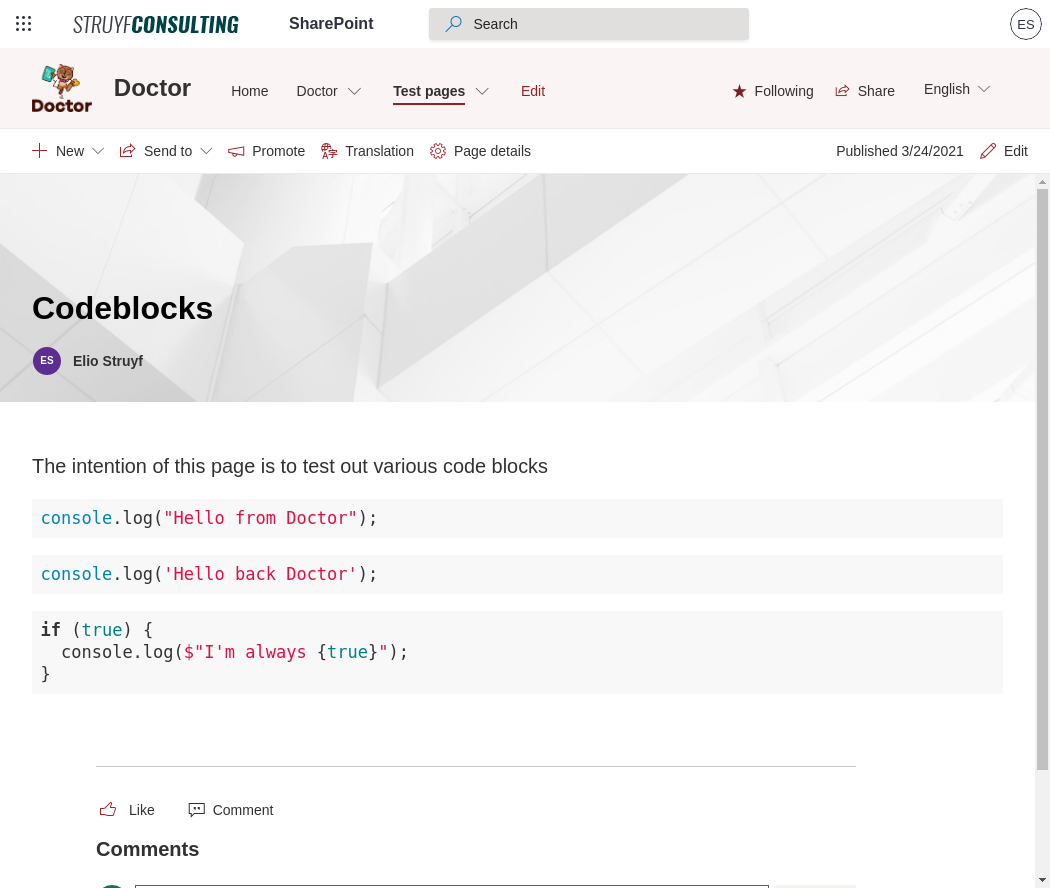 STRUYFCONSULTING SharePoint Search ES
Doctor Doctor Home Doctor Test pages Edit Following Share English
New Send to Promote Translation Page details Published 3/24/2021 Edit
Codeblocks
ES Elio Struyf
The intention of this page is to test out various code blocks
console.log("Hello from Doctor");
console.log('Hello back Doctor');
if (true) {
  console.log($"I'm always {true}");
}
Like Comment
Comments